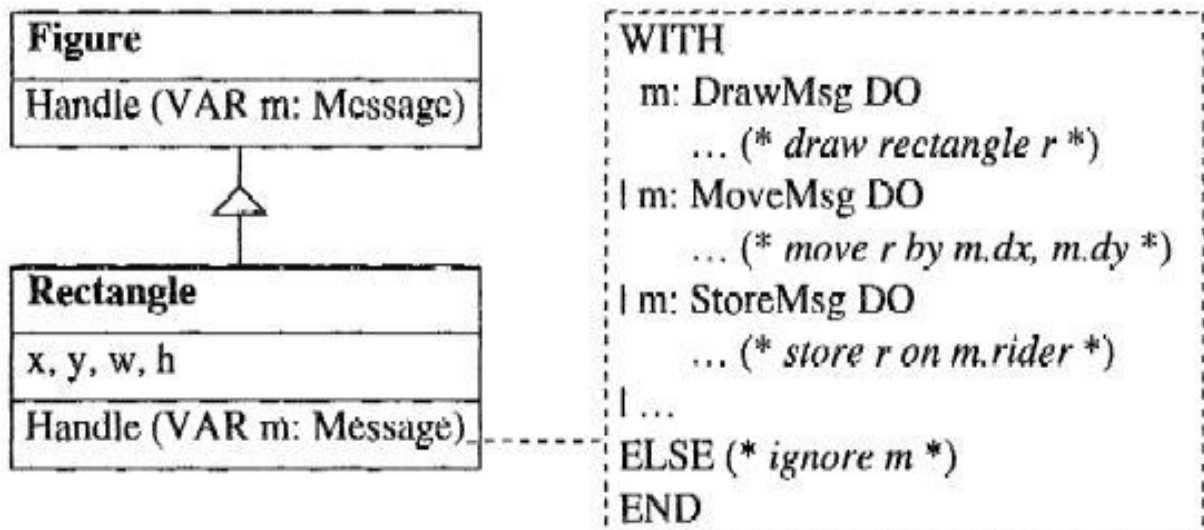 Figure
Handle (VAR m: Message)
Rectangle
x, y, w, h
Handle (VAR m: Message)
WITH
m: DrawMsg DO
... (* draw rectangle r *)
| m: MoveMsg DO
... (* move r by m.dx, m.dy *)
| m: StoreMsg DO
... (* store r on m.rider *)
| ...
ELSE (* ignore m *)
END